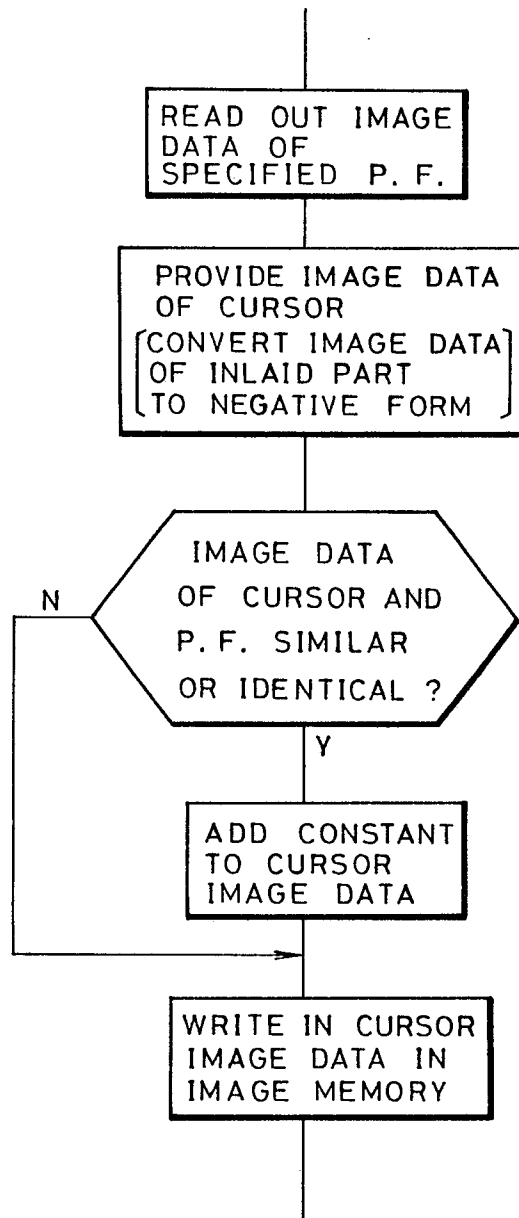 READ OUT IMAGE
DATA OF
SPECIFIED P. F.
PROVIDE IMAGE DATA
OF CURSOR
[CONVERT IMAGE DATA
OF INLAID PART
TO NEGATIVE FORM]
IMAGE DATA
OF CURSOR AND
P. F. SIMILAR
OR IDENTICAL ?
N
Y
ADD CONSTANT
TO CURSOR
IMAGE DATA
WRITE IN CURSOR
IMAGE DATA IN
IMAGE MEMORY